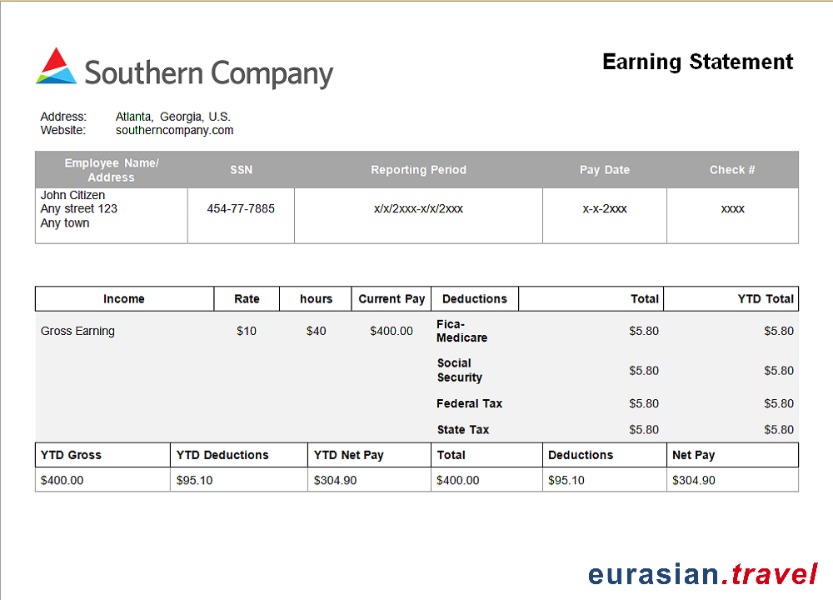 Southern Company
Earning Statement
Address: Atlanta, Georgia, U.S.
Website: southerncompany.com
Employee Name/ Address SSN Reporting Period Pay Date Check #
John Citizen
Any street 123
Any town
454-77-7885 x/x/2xxx-x/x/2xxx x-x-2xxx xxxx
Income Rate hours Current Pay Deductions Total YTD Total
Gross Earning $10 $40 $400.00 Fica-Medicare $5.80 $5.80
Social Security $5.80 $5.80
Federal Tax $5.80 $5.80
State Tax $5.80 $5.80
YTD Gross YTD Deductions YTD Net Pay Total Deductions Net Pay
$400.00 $95.10 $304.90 $400.00 $95.10 $304.90
eurasian.travel